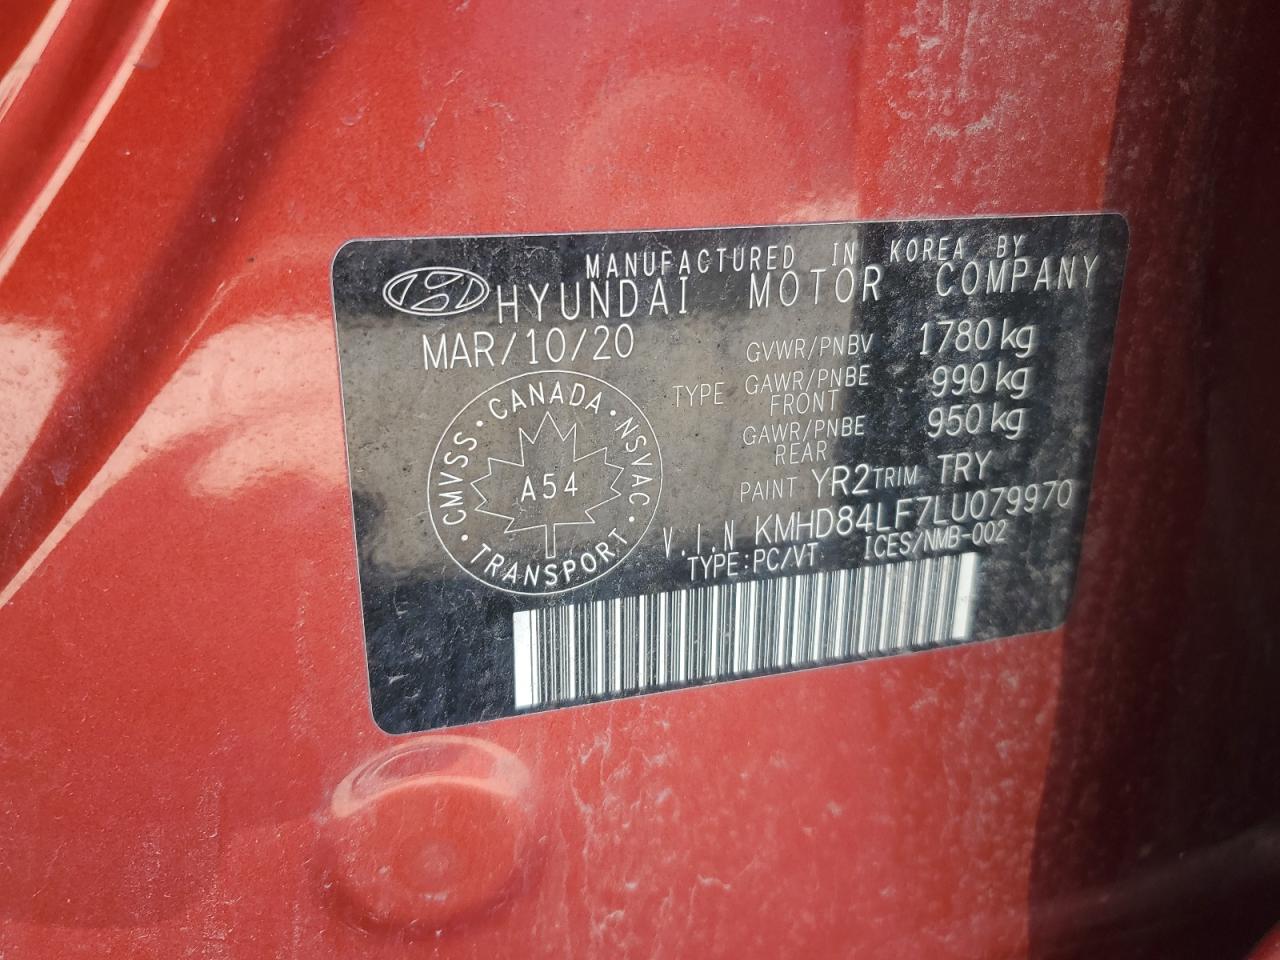 MANUFACTURED IN KOREA BY
HYUNDAI MOTOR COMPANY
MAR/10/20
GVWR/PNBV 1780 kg
TYPE GAWR/PNBE FRONT 990 kg
GAWR/PNBE REAR 950 kg
PAINT YR2 TRIM TRY
V.I.N KMHD84LF7LU079970
TYPE:PC/VT ICES/NMB-002
CMVSS · CANADA · NSVAC · TRANSPORT ·
A54